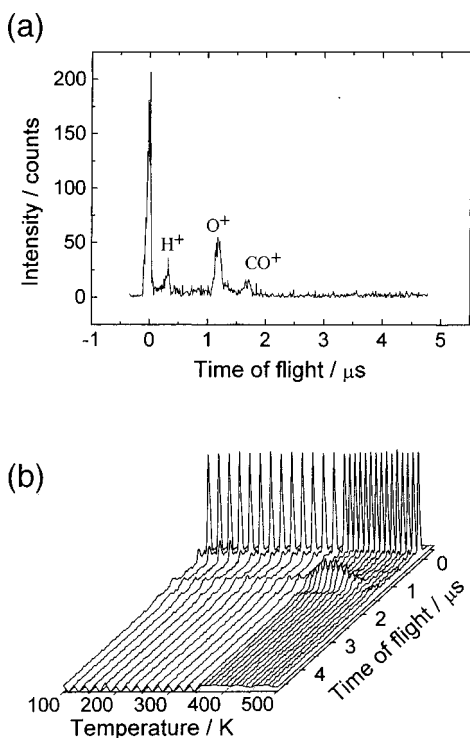 (a)
Intensity / counts
200
150
100
50
0
H+
O+
CO+
-1 0 1 2 3 4 5
Time of flight / μs
(b)
0
1
2
3
4
Time of flight / μs
100 200 300 400 500
Temperature / K